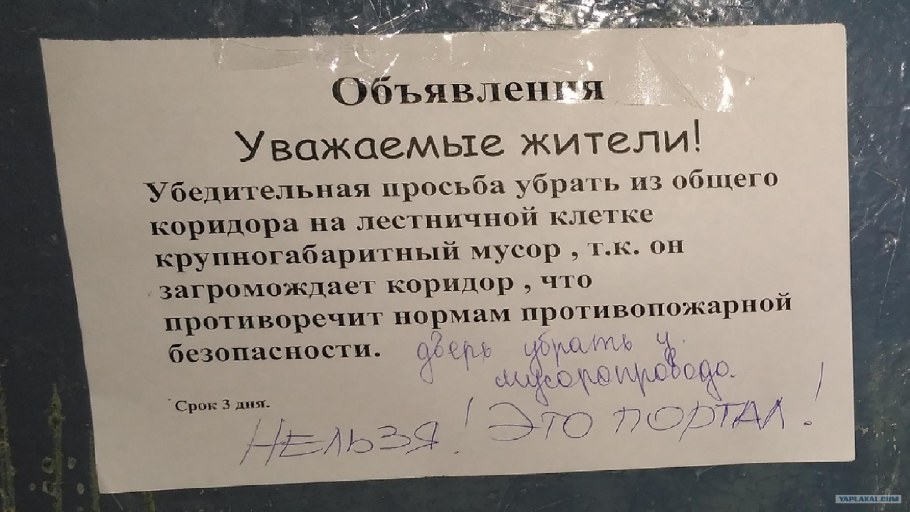 Объявления
Уважаемые жители!
Убедительная просьба убрать из общего
коридора на лестничной клетке
крупногабаритный мусор , т.к. он
загромождает коридор , что
противоречит нормам противопожарной
безопасности. дверь убрать у
мусоропровода.
Срок 3 дня.
НЕЛЬЗЯ! ЭТО ПОРТАЛ!
YAPLAKAL.COM